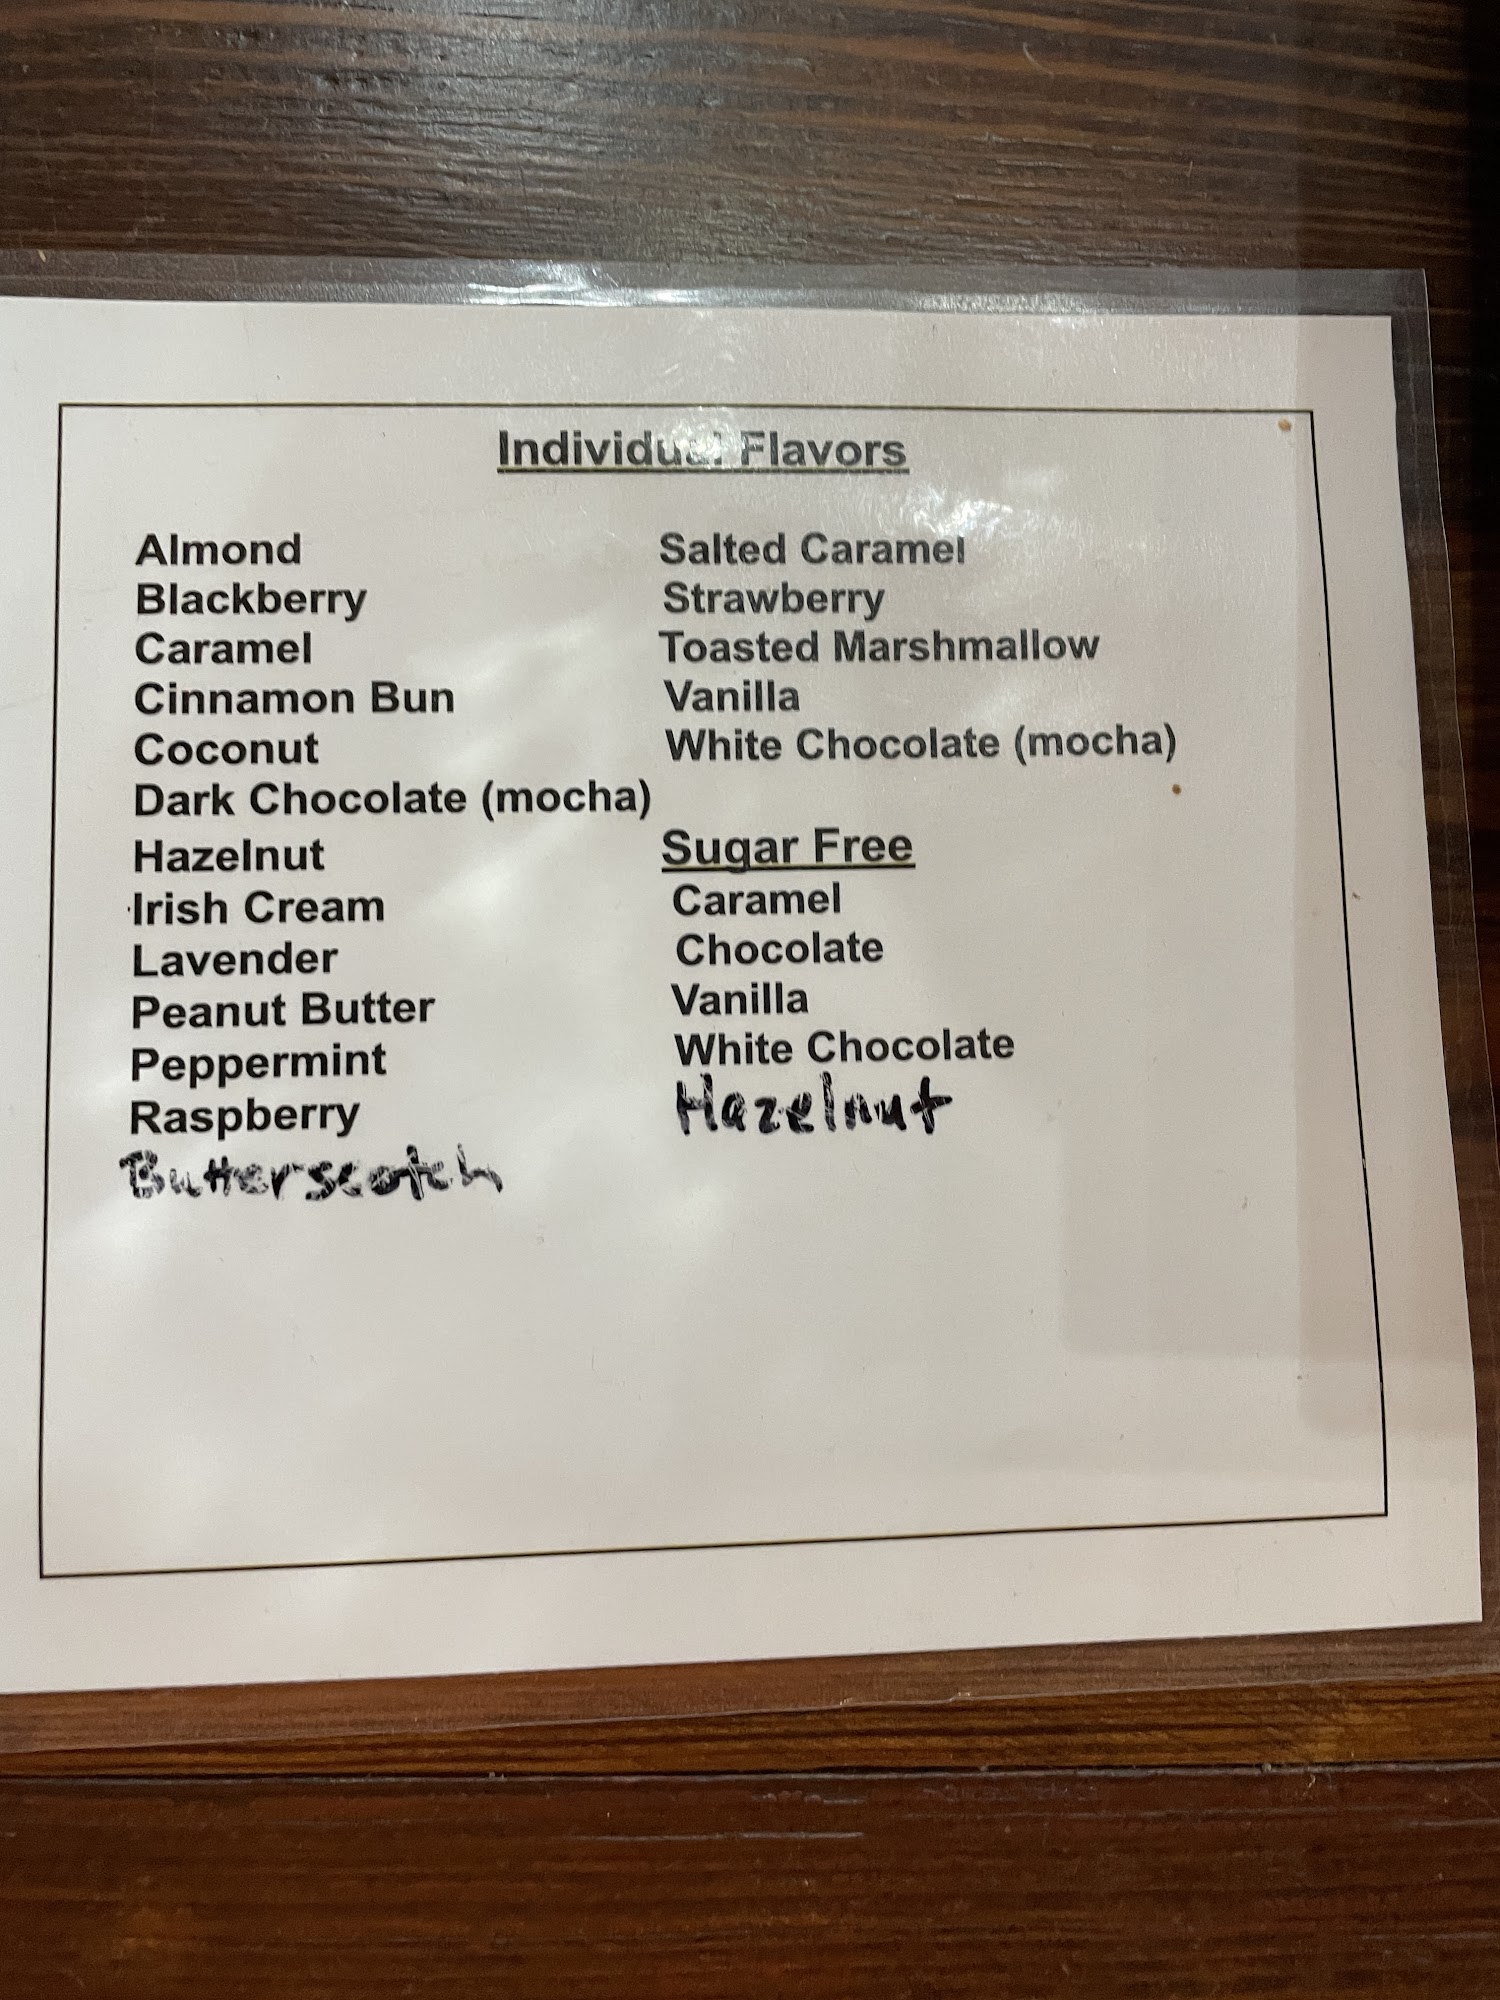 Individual Flavors
Almond
Blackberry
Caramel
Cinnamon Bun
Coconut
Dark Chocolate (mocha)
Hazelnut
Irish Cream
Lavender
Peanut Butter
Peppermint
Raspberry
Butterscotch
Salted Caramel
Strawberry
Toasted Marshmallow
Vanilla
White Chocolate (mocha)
Sugar Free
Caramel
Chocolate
Vanilla
White Chocolate
Hazelnut